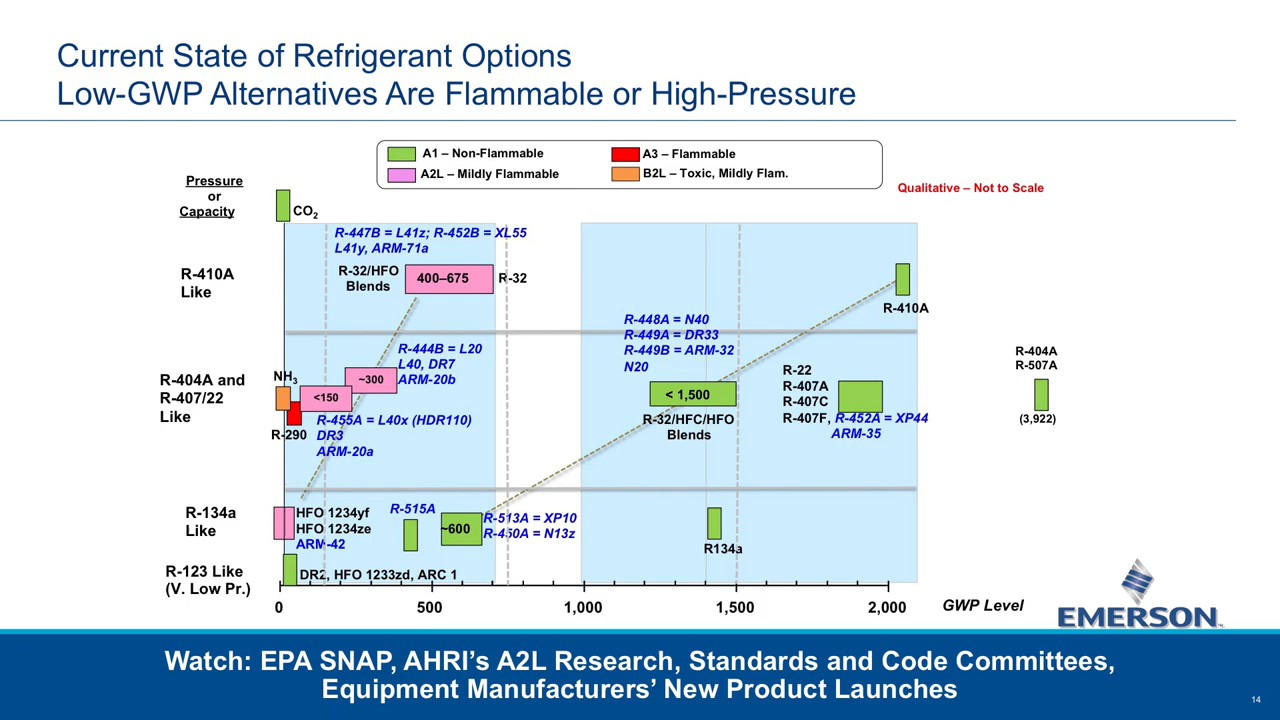 Current State of Refrigerant Options
Low-GWP Alternatives Are Flammable or High-Pressure
A1 – Non-Flammable
A3 – Flammable
A2L – Mildly Flammable
B2L – Toxic, Mildly Flam.
Qualitative – Not to Scale
Pressure
or
Capacity
CO2
R-447B = L41z; R-452B = XL55
L41y, ARM-71a
R-410A
Like
R-32/HFO
Blends
400–675
R-32
R-410A
R-448A = N40
R-449A = DR33
R-449B = ARM-32
N20
R-444B = L20
L40, DR7
ARM-20b
R-404A and
R-407/22
Like
NH3
~300
<150
R-290
R-455A = L40x (HDR110)
DR3
ARM-20a
< 1,500
R-32/HFC/HFO
Blends
R-22
R-407A
R-407C
R-407F, R-452A = XP44
ARM-35
R-404A
R-507A
(3,922)
R-134a
Like
HFO 1234yf
HFO 1234ze
ARM-42
R-515A
~600
R-513A = XP10
R-450A = N13z
R134a
R-123 Like
(V. Low Pr.)
DR2, HFO 1233zd, ARC 1
0
500
1,000
1,500
2,000
GWP Level
EMERSON
Watch: EPA SNAP, AHRI’s A2L Research, Standards and Code Committees,
Equipment Manufacturers’ New Product Launches
14